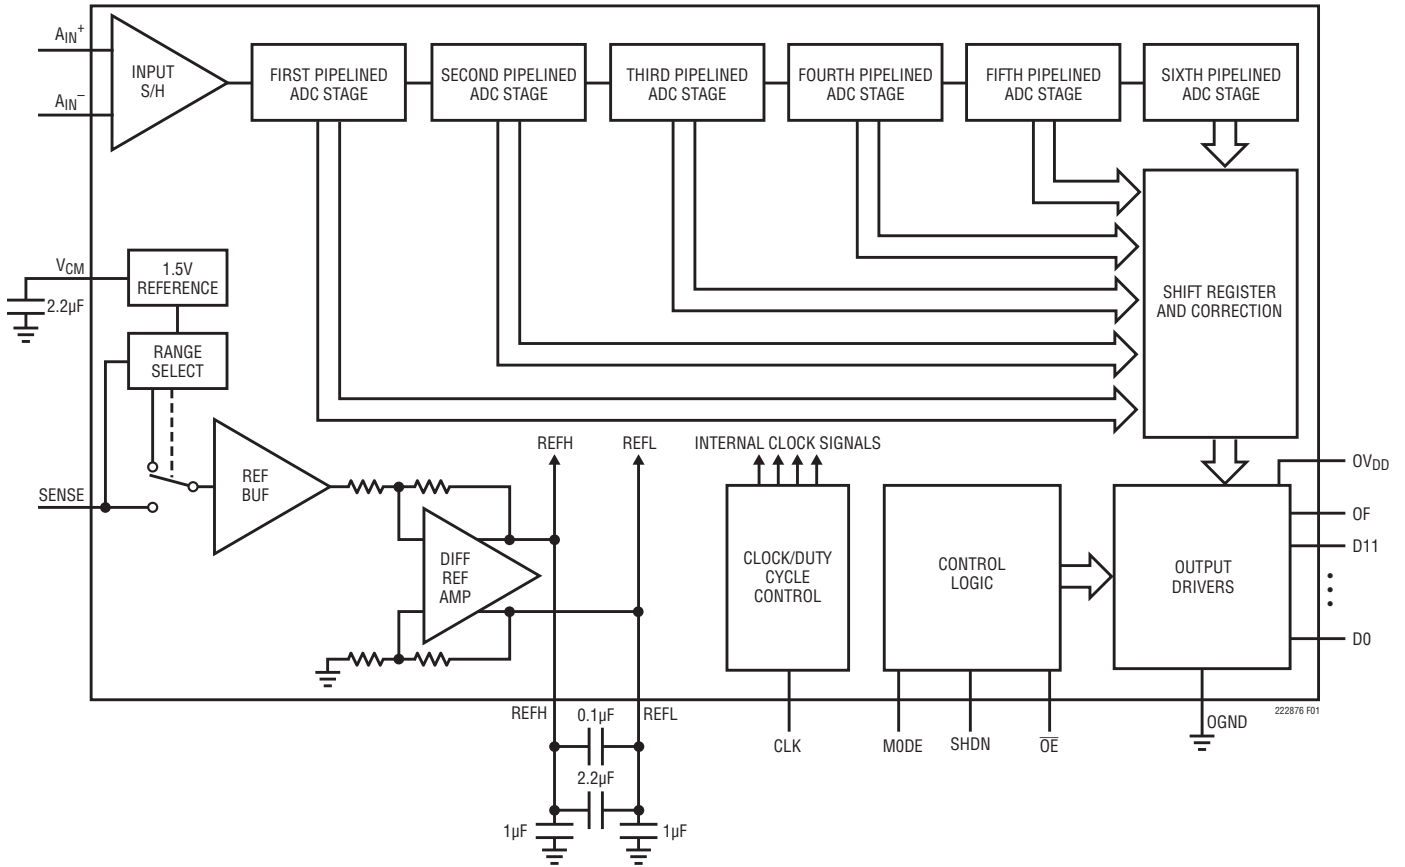 AIN+
AIN−
INPUT
S/H
FIRST PIPELINED
ADC STAGE
SECOND PIPELINED
ADC STAGE
THIRD PIPELINED
ADC STAGE
FOURTH PIPELINED
ADC STAGE
FIFTH PIPELINED
ADC STAGE
SIXTH PIPELINED
ADC STAGE
VCM
2.2µF
1.5V
REFERENCE
RANGE
SELECT
SHIFT REGISTER
AND CORRECTION
SENSE
REF
BUF
REFH
REFL
INTERNAL CLOCK SIGNALS
DIFF
REF
AMP
CLOCK/DUTY
CYCLE
CONTROL
CONTROL
LOGIC
OUTPUT
DRIVERS
OVDD
OF
D11
D0
REFH
0.1µF
REFL
2.2µF
1µF
1µF
CLK
MODE
SHDN
O̅E̅
OGND
222876 F01